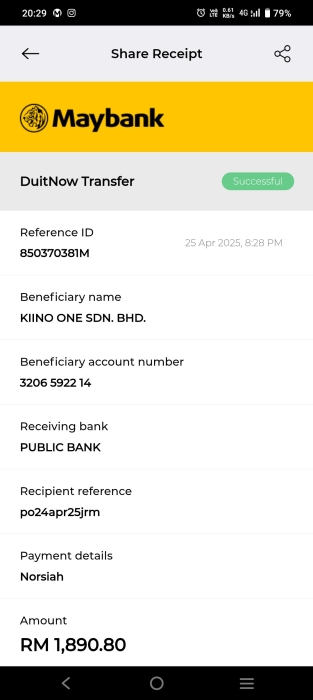 20:29
0.61
KB/s
4G
79%
Share Receipt
Maybank
DuitNow Transfer
Successful
Reference ID
25 Apr 2025, 8:28 PM
850370381M
Beneficiary name
KIINO ONE SDN. BHD.
Beneficiary account number
3206 5922 14
Receiving bank
PUBLIC BANK
Recipient reference
po24apr25jrm
Payment details
Norsiah
Amount
RM 1,890.80